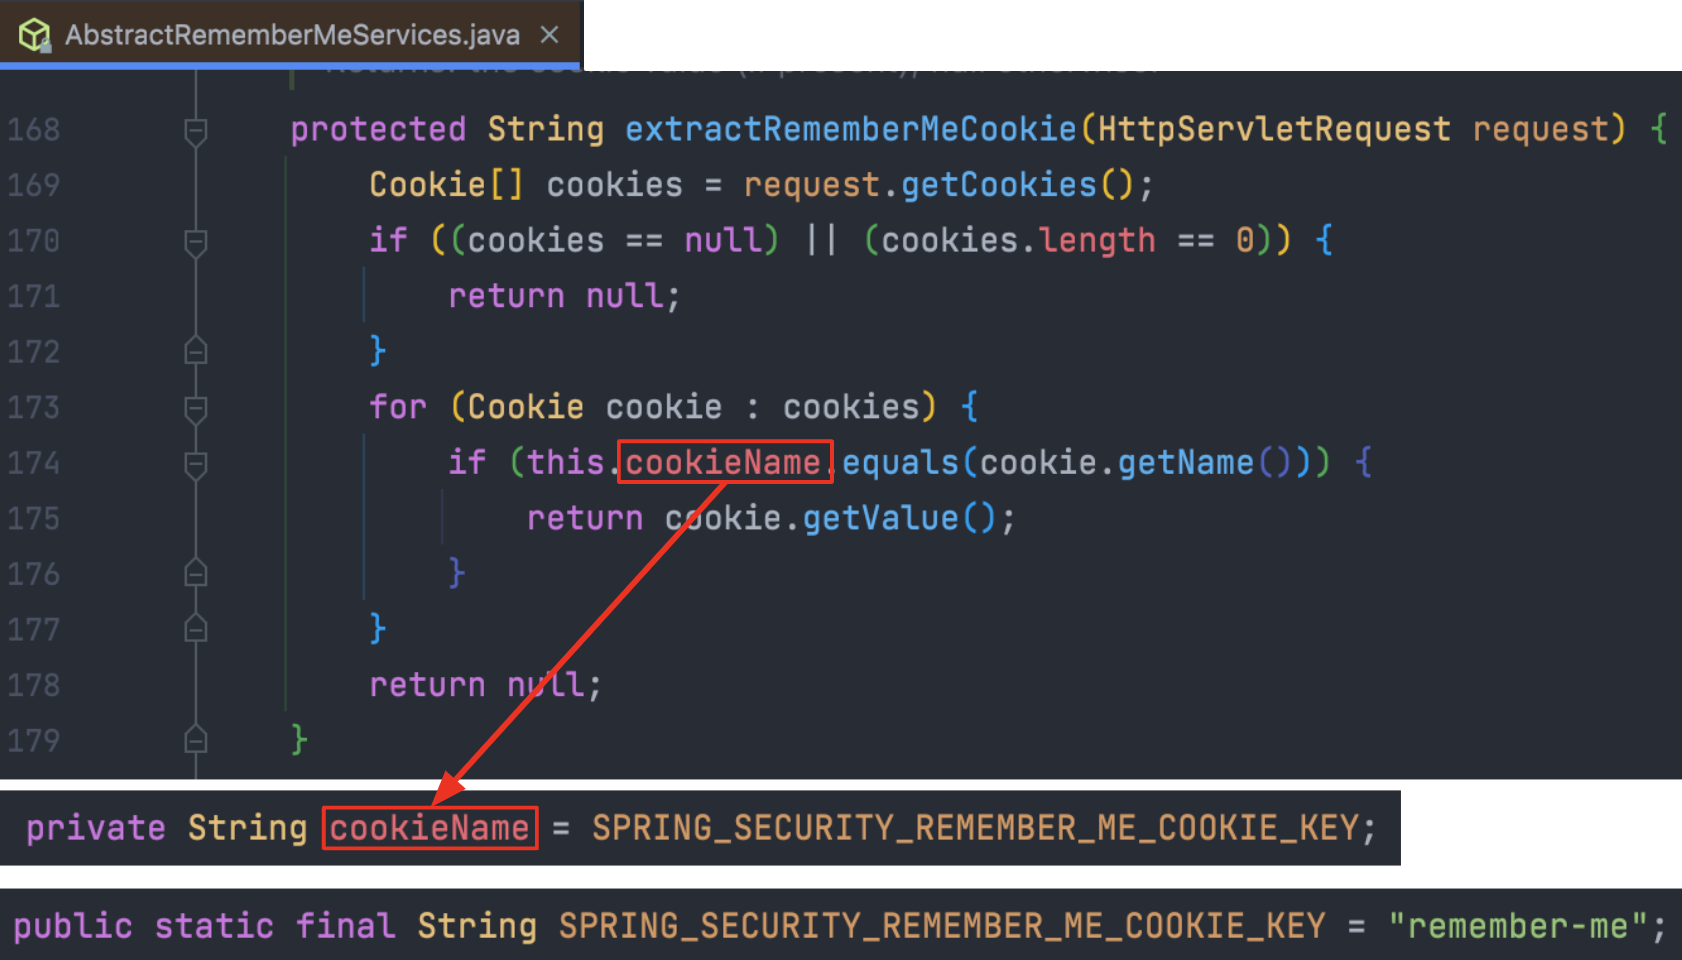 AbstractRememberMeServices.java ×
168 protected String extractRememberMeCookie(HttpServletRequest request) {
169 Cookie[] cookies = request.getCookies();
170 if ((cookies == null) || (cookies.length == 0)) {
171 return null;
172 }
173 for (Cookie cookie : cookies) {
174 if (this.cookieName.equals(cookie.getName())) {
175 return cookie.getValue();
176 }
177 }
178 return null;
179 }
private String cookieName = SPRING_SECURITY_REMEMBER_ME_COOKIE_KEY;
public static final String SPRING_SECURITY_REMEMBER_ME_COOKIE_KEY = "remember-me";